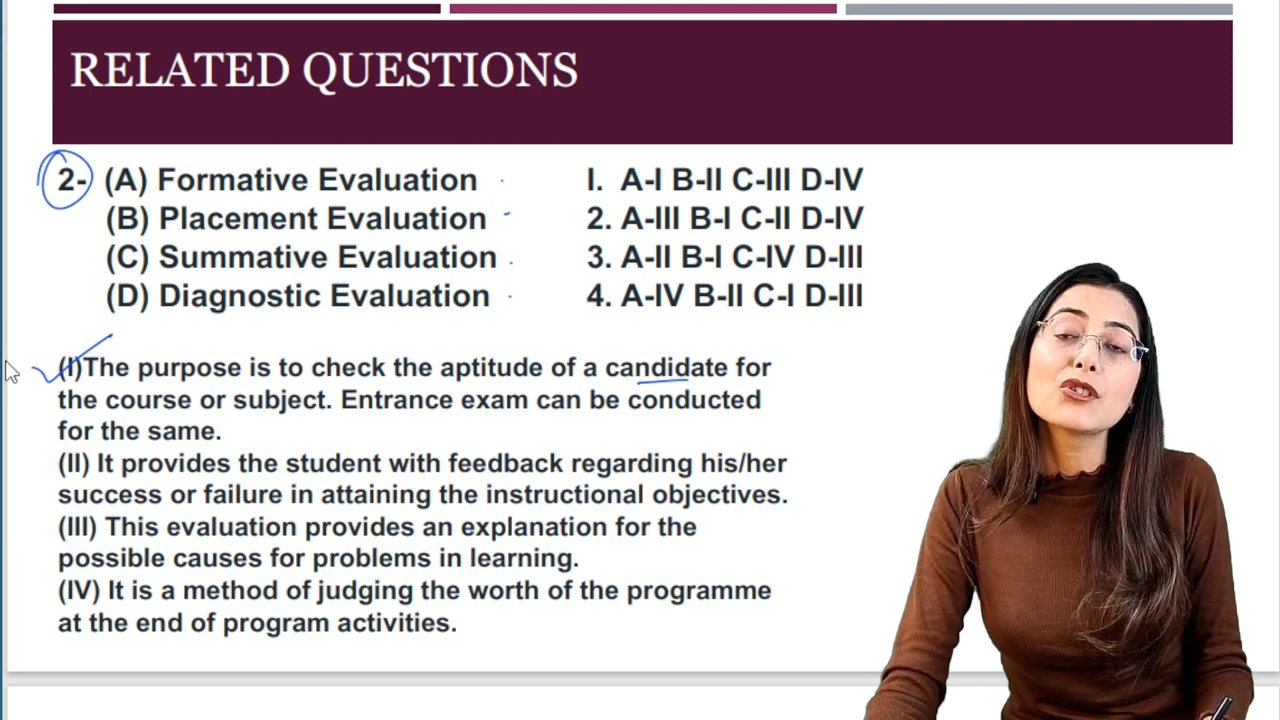 RELATED QUESTIONS
2- (A) Formative Evaluation
(B) Placement Evaluation
(C) Summative Evaluation
(D) Diagnostic Evaluation
I. A-I B-II C-III D-IV
2. A-III B-I C-II D-IV
3. A-II B-I C-IV D-III
4. A-IV B-II C-I D-III
(I)The purpose is to check the aptitude of a candidate for
the course or subject. Entrance exam can be conducted
for the same.
(II) It provides the student with feedback regarding his/her
success or failure in attaining the instructional objectives.
(III) This evaluation provides an explanation for the
possible causes for problems in learning.
(IV) It is a method of judging the worth of the programme
at the end of program activities.